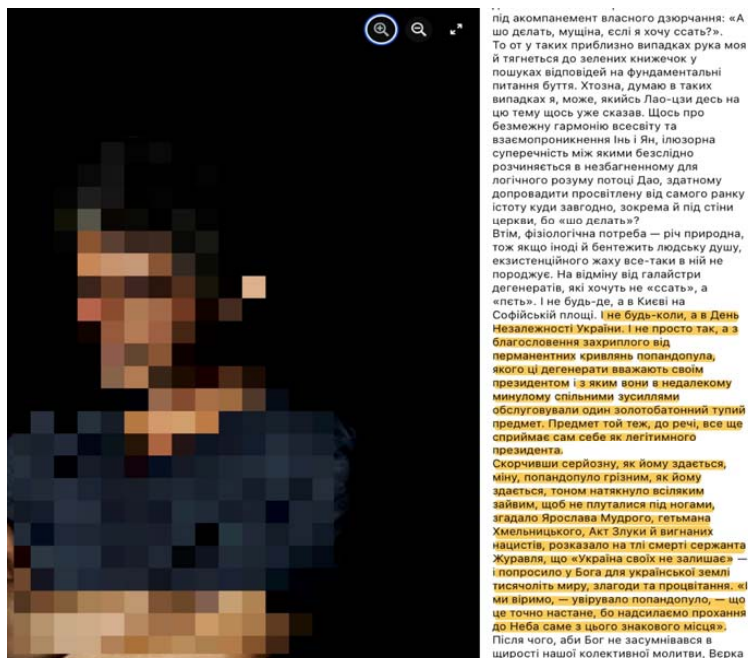 під акомпанемент власного дзюрчання: «А
шо дєлать, мущіна, єслі я хочу ссать?».
То от у таких приблизно випадках рука моя
й тягнеться до зелених книжечок у
пошуках відповідей на фундаментальні
питання буття. Хтозна, думаю в таких
випадках я, може, якийсь Лао-цзи десь на
цю тему щось уже сказав. Щось про
безмежну гармонію всесвіту та
взаємопроникнення Інь і Ян, ілюзорна
суперечність між якими безслідно
розчиняється в незбагненному для
логічного розуму потоці Дао, здатному
допровадити просвітлену від самого ранку
істоту куди завгодно, зокрема й під стіни
церкви, бо «шо дєлать»?
Втім, фізіологічна потреба — річ природна,
тож якщо іноді й бентежить людську душу,
екзистенційного жаху все-таки в ній не
породжує. На відміну від галайстри
дегенератів, які хочуть не «ссать», а
«пєть». І не будь-де, а в Києві на
Софійській площі. І не будь-коли, а в День
Незалежності України. І не просто так, а з
благословення захриплого від
перманентних кривлянь попандопула,
якого ці дегенерати вважають своїм
президентом і з яким вони в недалекому
минулому спільними зусиллями
обслуговували один золотобатонний тупий
предмет. Предмет той теж, до речі, все ще
сприймає сам себе як легітимного
президента.
Скорчивши серйозну, як йому здається,
міну, попандопуло грізним, як йому
здається, тоном натякнуло всіляким
зайвим, щоб не плуталися під ногами,
згадало Ярослава Мудрого, гетьмана
Хмельницького, Акт Злуки й вигнаних
нацистів, розказало на тлі смерті сержанта
Журавля, що «Україна своїх не залишає» —
і попросило у Бога для української землі
тисячоліть миру, злагоди та процвітання. «І
ми віримо, — увірувало попандопуло, — що
це точно настане, бо надсилаємо прохання
до Неба саме з цього знакового місця».
Після чого, аби Бог не засумнівався в
щирості нашої колективної молитви, Вєрка